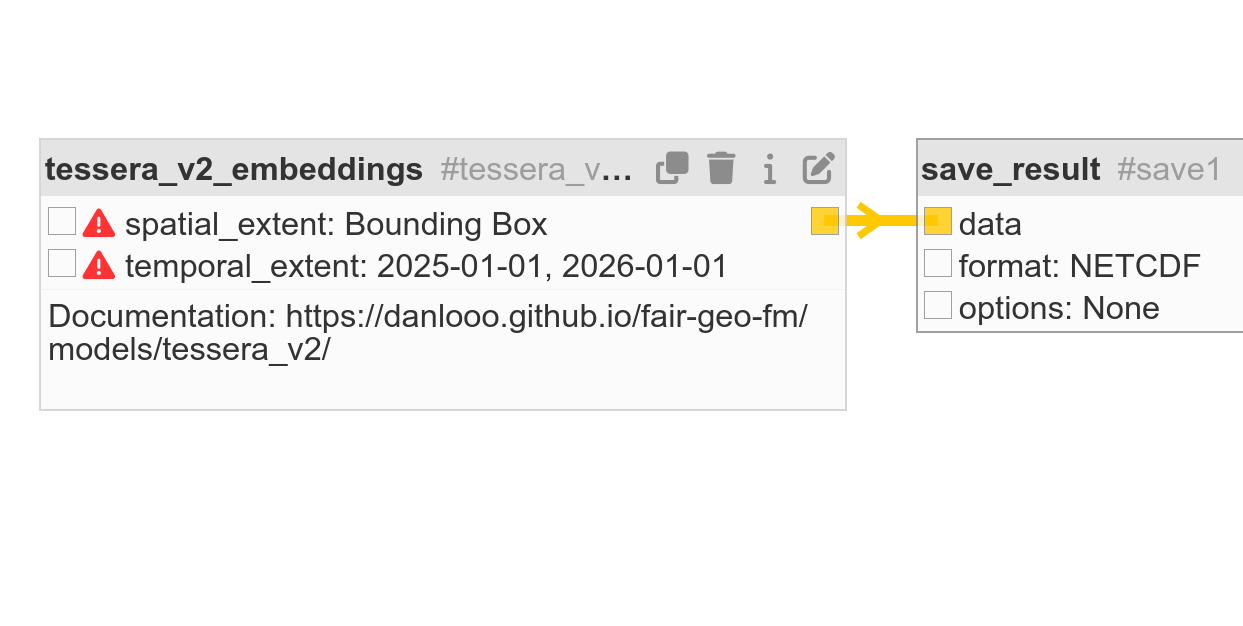 tessera_v2_embeddings #tessera_v...
spatial_extent: Bounding Box
temporal_extent: 2025-01-01, 2026-01-01
Documentation: https://danlooo.github.io/fair-geo-fm/
models/tessera_v2/
save_result #save1
data
format: NETCDF
options: None